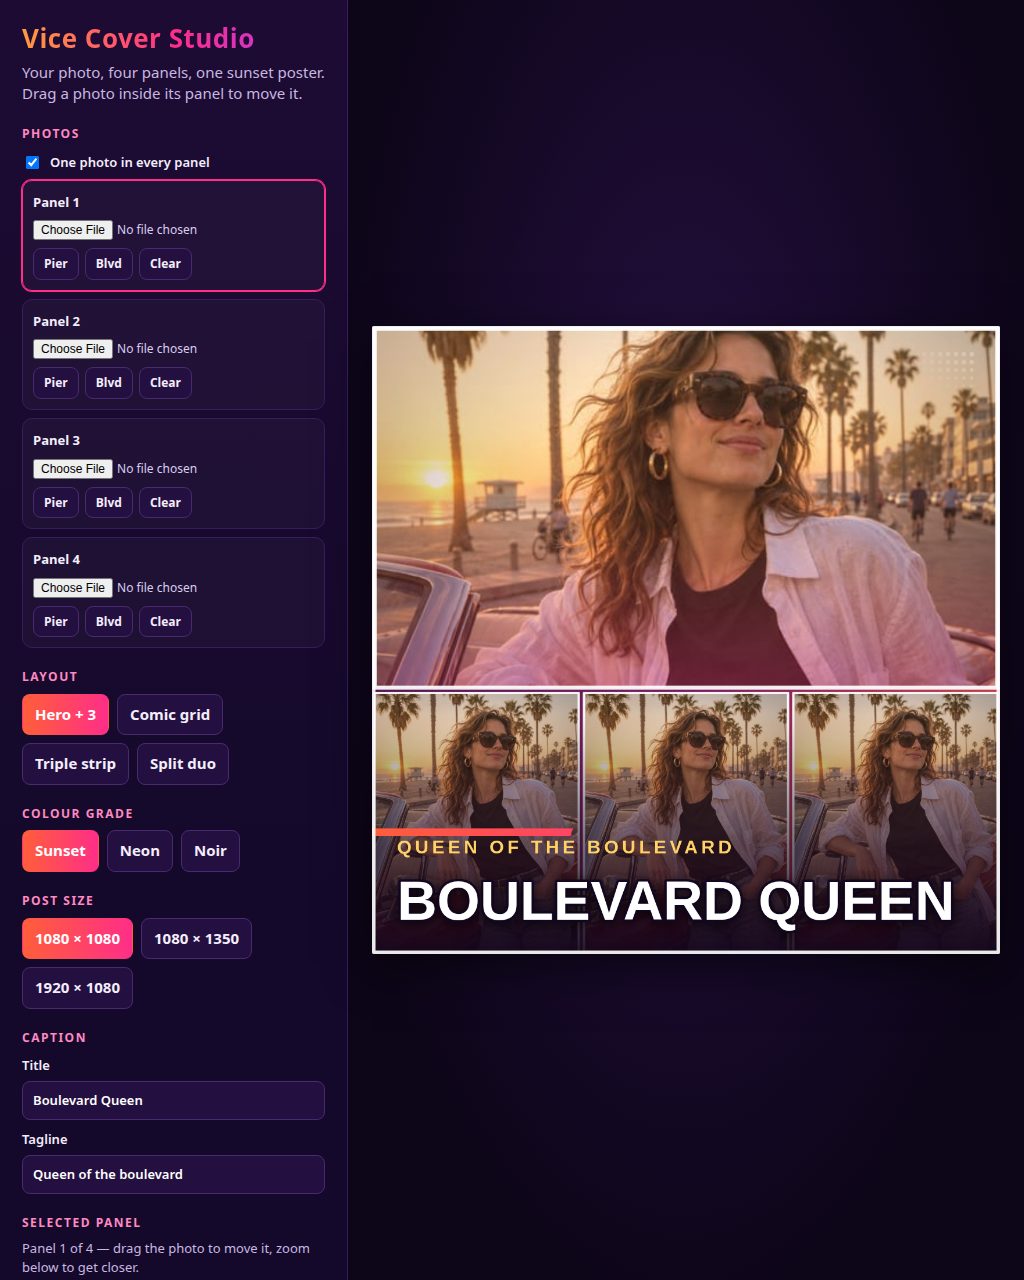 Vice Cover Studio
Your photo, four panels, one sunset poster.
Drag a photo inside its panel to move it.
PHOTOS
One photo in every panel
Panel 1
Choose File No file chosen
Pier Blvd Clear
Panel 2
Choose File No file chosen
Pier Blvd Clear
Panel 3
Choose File No file chosen
Pier Blvd Clear
Panel 4
Choose File No file chosen
Pier Blvd Clear
LAYOUT
Hero + 3 Comic grid
Triple strip Split duo
COLOUR GRADE
Sunset Neon Noir
POST SIZE
1080 × 1080 1080 × 1350
1920 × 1080
CAPTION
Title
Boulevard Queen
Tagline
Queen of the boulevard
SELECTED PANEL
Panel 1 of 4 — drag the photo to move it, zoom
below to get closer.
QUEEN OF THE BOULEVARD
BOULEVARD QUEEN